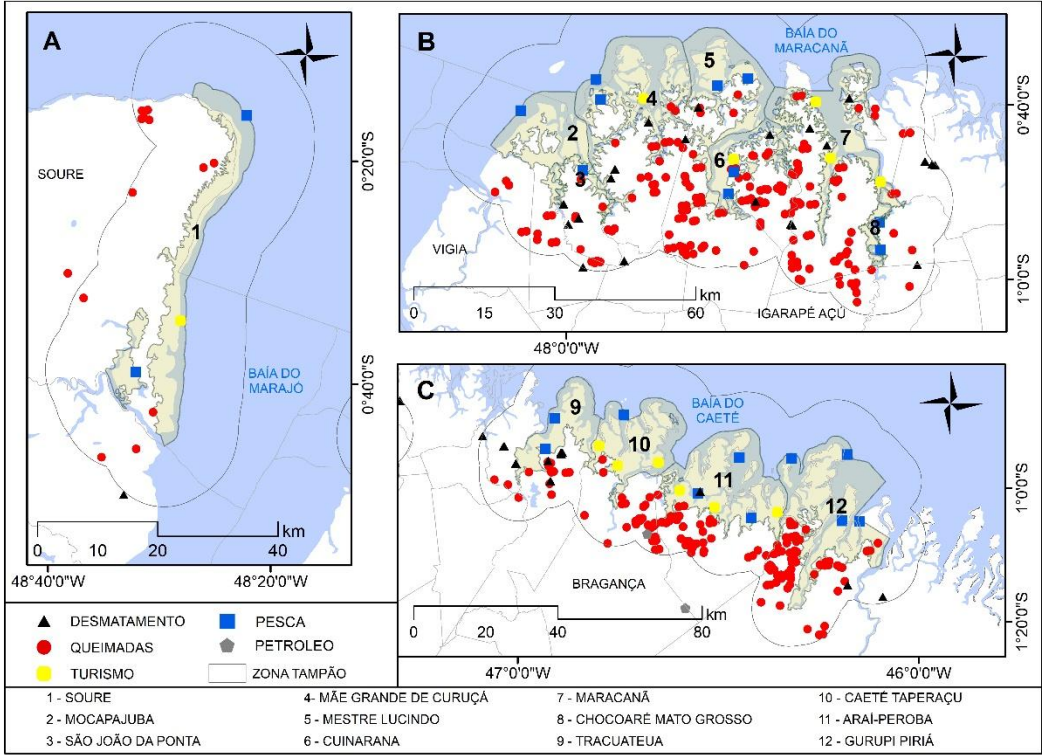 A
SOURE
1
BAÍA DO
MARAJÓ
0°20'0"S
0°40'0"S
km
0 10 20 40
48°40'0"W 48°20'0"W
B
BAÍA DO
MARACANÃ
5
4
2
7
6
3
8
VIGIA
IGARAPÉ AÇÚ
km
0 15 30 60
0°40'0"S
1°0'0"S
48°0'0"W
C
BAÍA DO
CAETÉ
9
10
11
12
BRAGANÇA
km
0 20 40 80
1°0'0"S
1°20'0"S
47°0'0"W 46°0'0"W
DESMATAMENTO PESCA
QUEIMADAS PETROLEO
TURISMO ZONA TAMPÃO
1 - SOURE 4- MÃE GRANDE DE CURUÇÁ 7 - MARACANÃ 10 - CAETÉ TAPERAÇU
2 - MOCAPAJUBA 5 - MESTRE LUCINDO 8 - CHOCOARÉ MATO GROSSO 11 - ARAÍ-PEROBA
3 - SÃO JOÃO DA PONTA 6 - CUINARANA 9 - TRACUATEUA 12 - GURUPI PIRIÁ